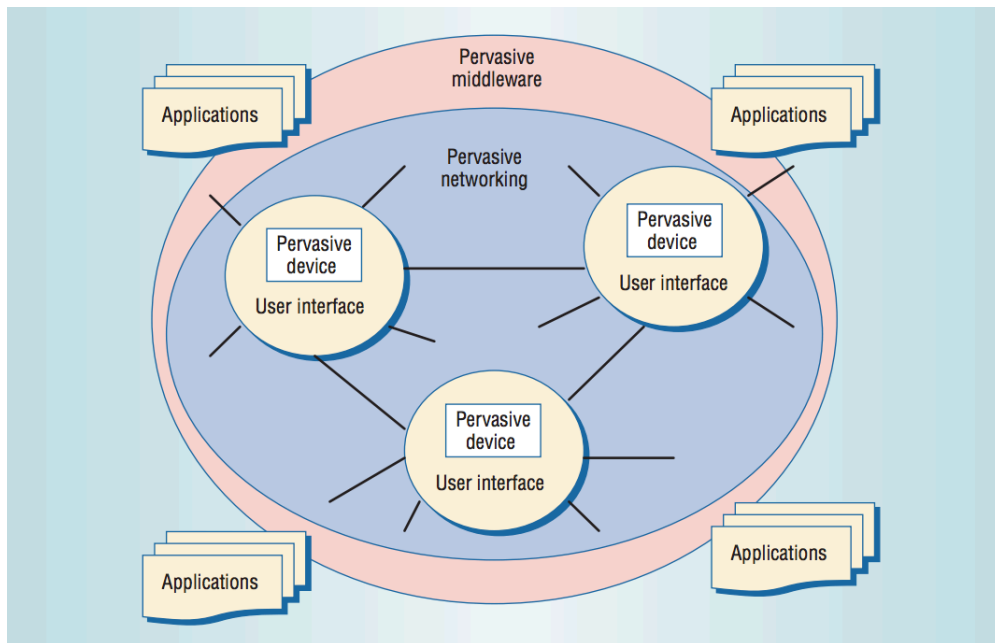 Pervasive
middleware
Applications
Applications
Pervasive
networking
Pervasive
device
User interface
Pervasive
device
User interface
Pervasive
device
User interface
Applications
Applications